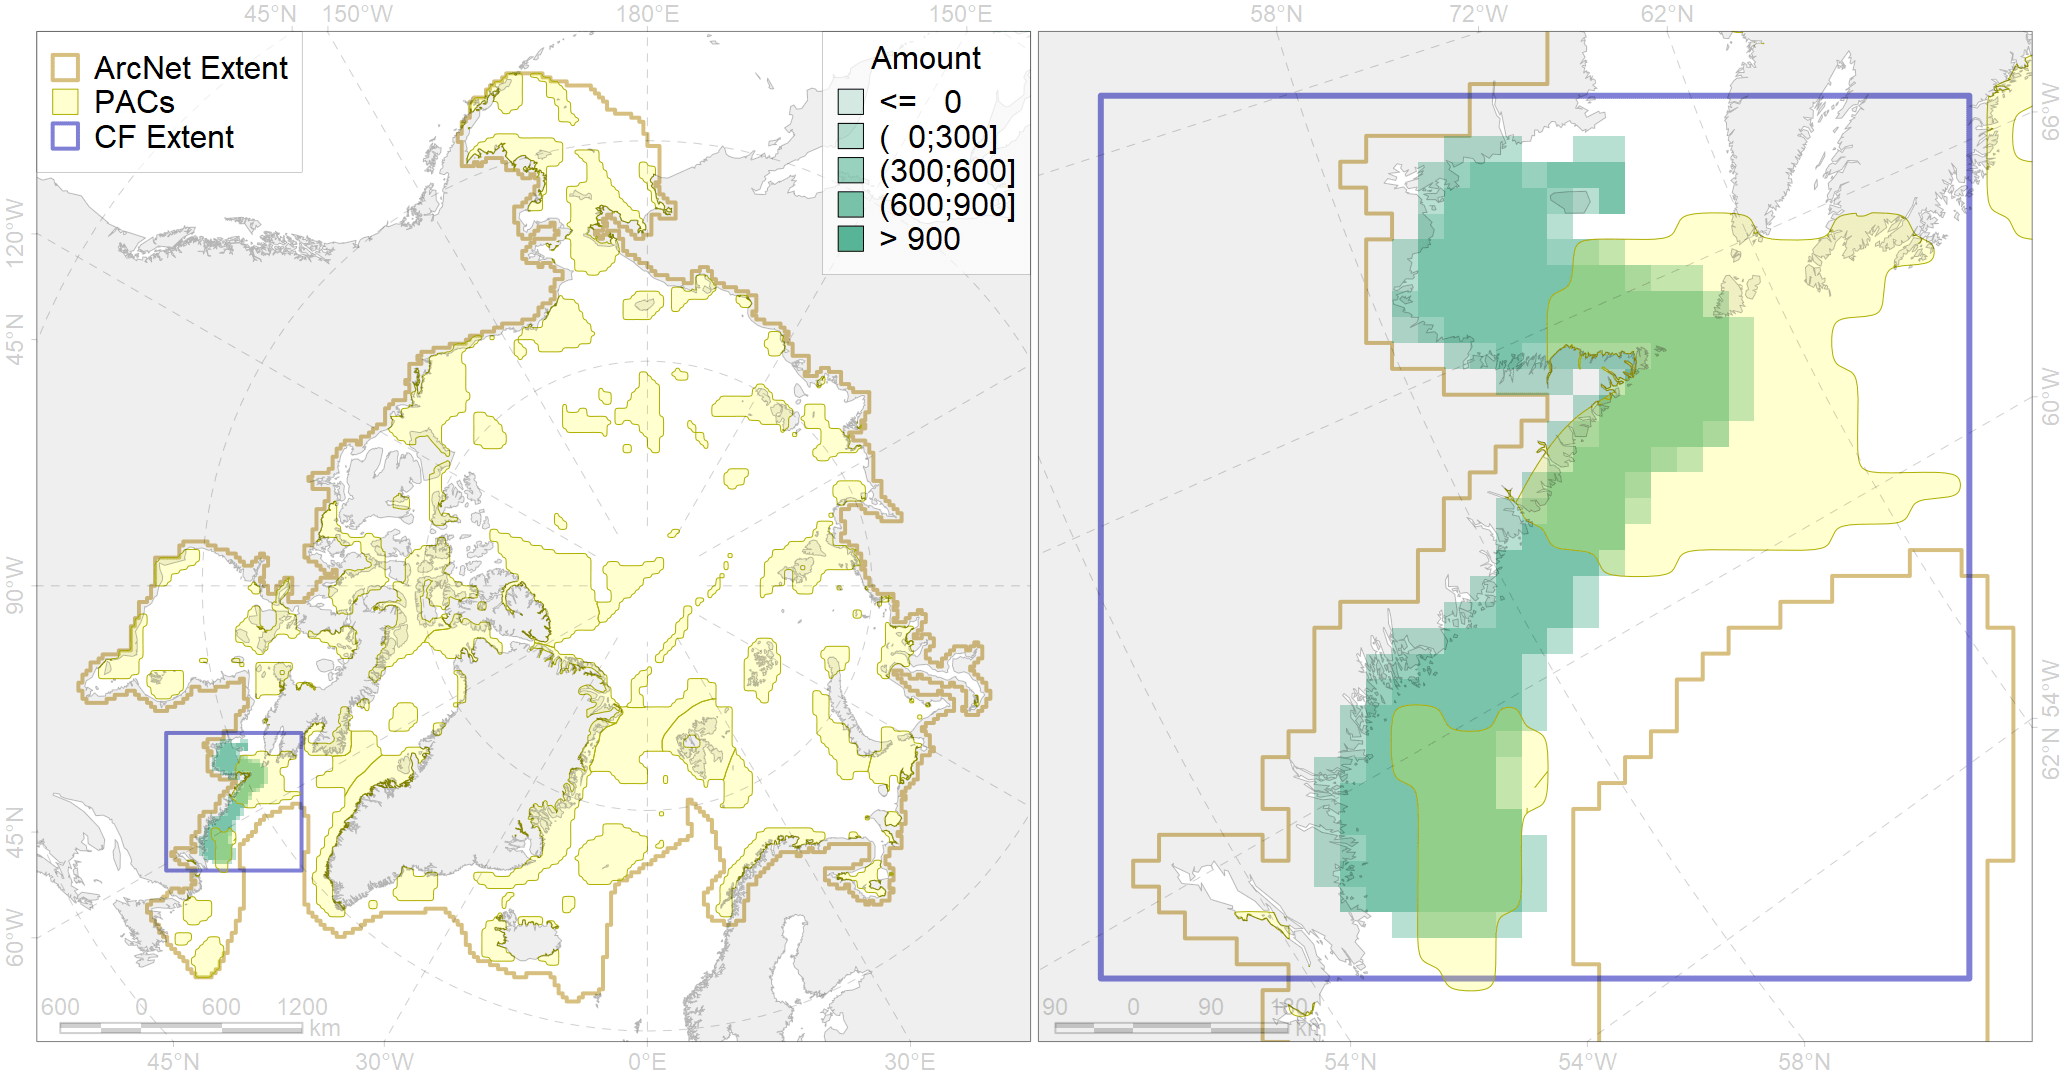 45°N 150°W 180°E 150°E 58°N 72°W 62°N
ArcNet Extent
PACs
CF Extent
Amount
<= 0
( 0;300]
(300;600]
(600;900]
> 900
120°W
45°N
90°W
45°N
60°W
66°W
60°W
54°W
62°N
600 0 600 1200
km
90 0 90 180
km
45°N 30°W 0°E 30°E 54°N 54°W 58°N